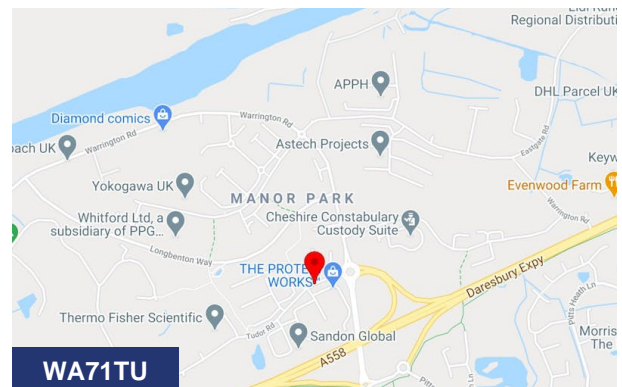 Regional Distributi
APPH
DHL Parcel UK
Diamond comics
Warrington Rd
Warrington Rd
Astech Projects
Eastgate Rd
oach UK
Keyw
Yokogawa UK
Evenwood Farm
MANOR PARK
Whitford Ltd, a
subsidiary of PPG...
Cheshire Constabulary
Custody Suite
Warrington Rd
Longbenton Way
THE PROTE
WORKS
Daresbury Expy
Pitts Heath Ln
Thermo Fisher Scientific
Tudor Rd
Sandon Global
Morris
The
A558
WA71TU